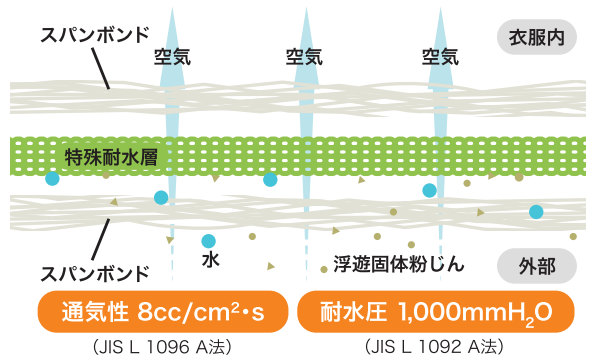 スパンボンド
空気
空気
空気
衣服内
特殊耐水層
水
浮遊固体粉じん
スパンボンド
外部
通気性 8cc/cm²・s
耐水圧 1,000mmH₂O
（JIS L 1096 A法）
（JIS L 1092 A法）